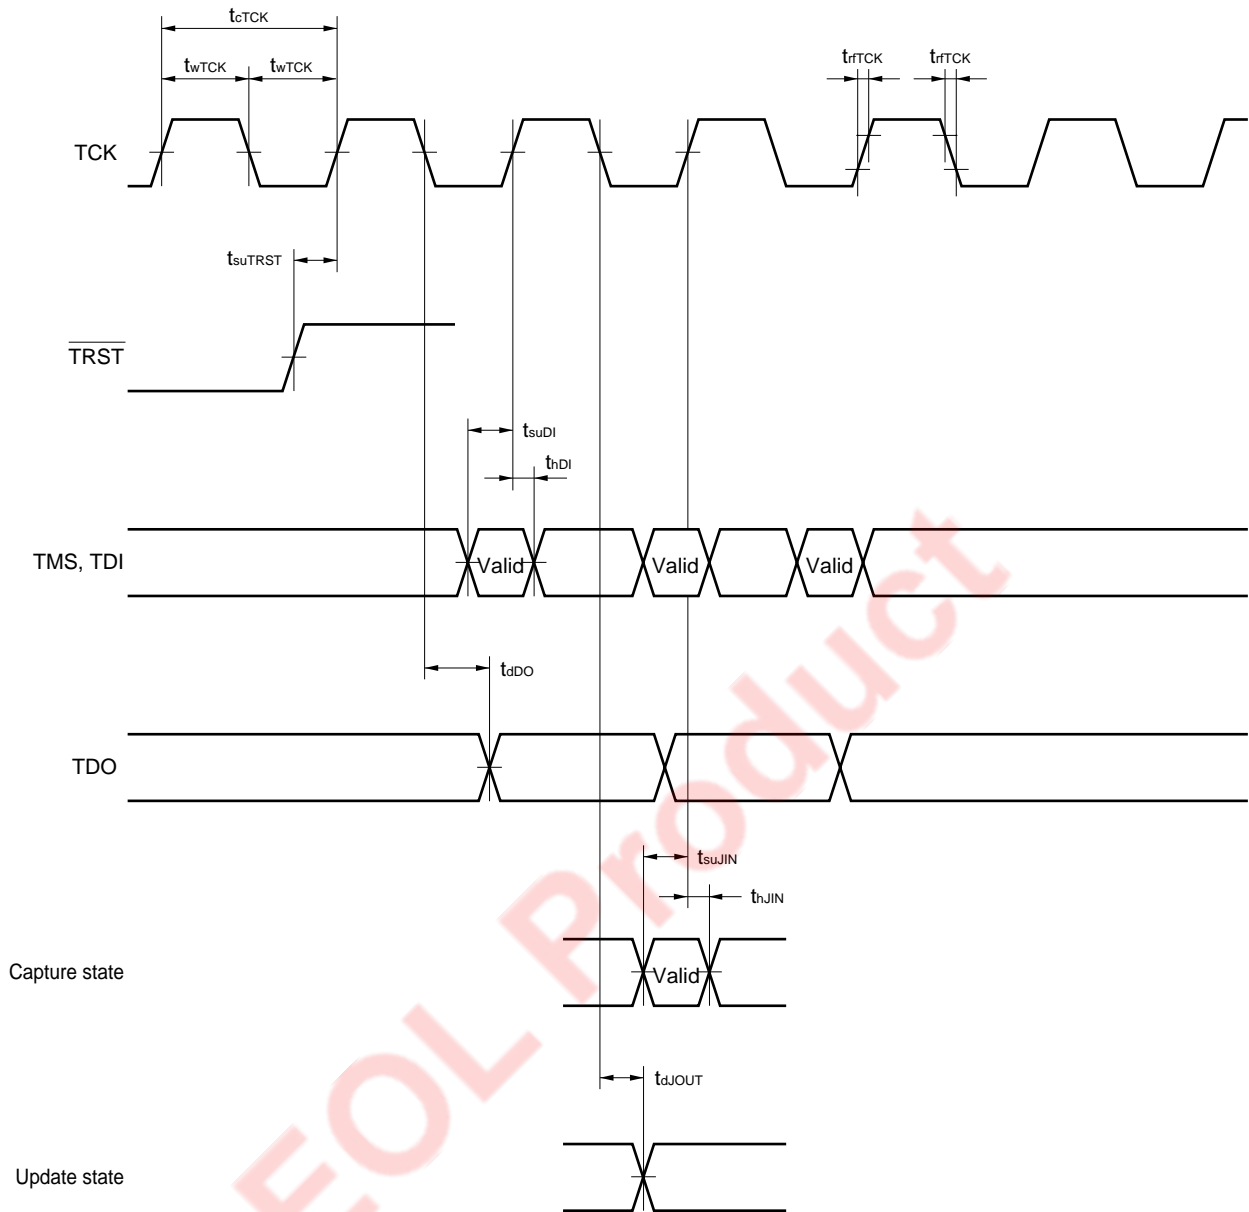 tcTCK
twTCK twTCK trfTCK trfTCK
TCK
tsuTRST
TRST
tsuDI
thDI
TMS, TDI Valid Valid Valid
tdDO
TDO
tsuJIN
thJIN
Capture state Valid
tdJOUT
Update state
EOL Product